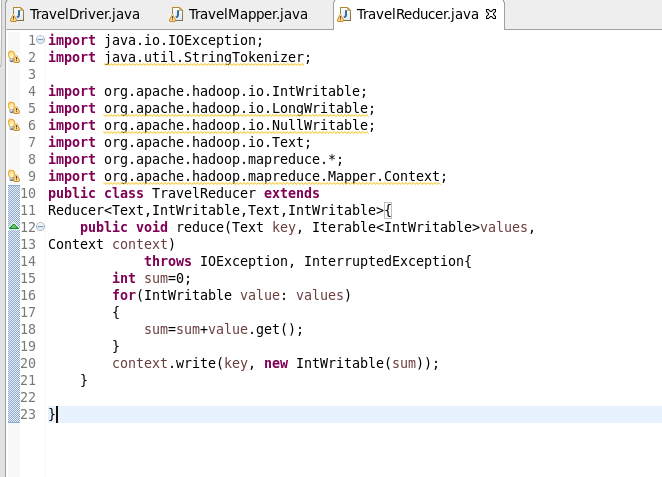 TravelDriver.java TravelMapper.java TravelReducer.java
1 import java.io.IOException;
2 import java.util.StringTokenizer;
3
4 import org.apache.hadoop.io.IntWritable;
5 import org.apache.hadoop.io.LongWritable;
6 import org.apache.hadoop.io.NullWritable;
7 import org.apache.hadoop.io.Text;
8 import org.apache.hadoop.mapreduce.*;
9 import org.apache.hadoop.mapreduce.Mapper.Context;
10 public class TravelReducer extends
11 Reducer<Text,IntWritable,Text,IntWritable>{
12     public void reduce(Text key, Iterable<IntWritable>values,
13 Context context)
14             throws IOException, InterruptedException{
15         int sum=0;
16         for(IntWritable value: values)
17         {
18             sum=sum+value.get();
19         }
20         context.write(key, new IntWritable(sum));
21     }
22
23 }